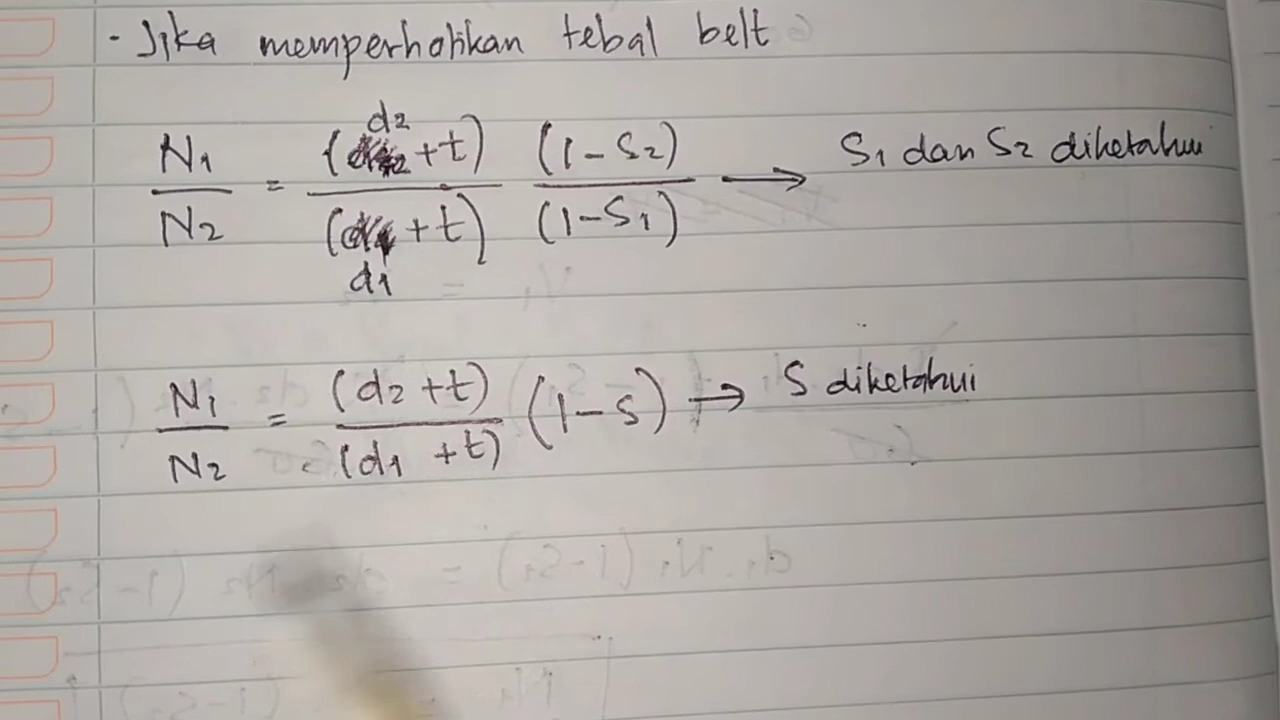 - Jika memperhatikan tebal belt
N1/N2 = (d2 + t)/(d1 + t) (1 - S2)/(1 - S1) → S1 dan S2 diketahui
N1/N2 = (d2 + t)/(d1 + t) (1 - S) → S diketahui